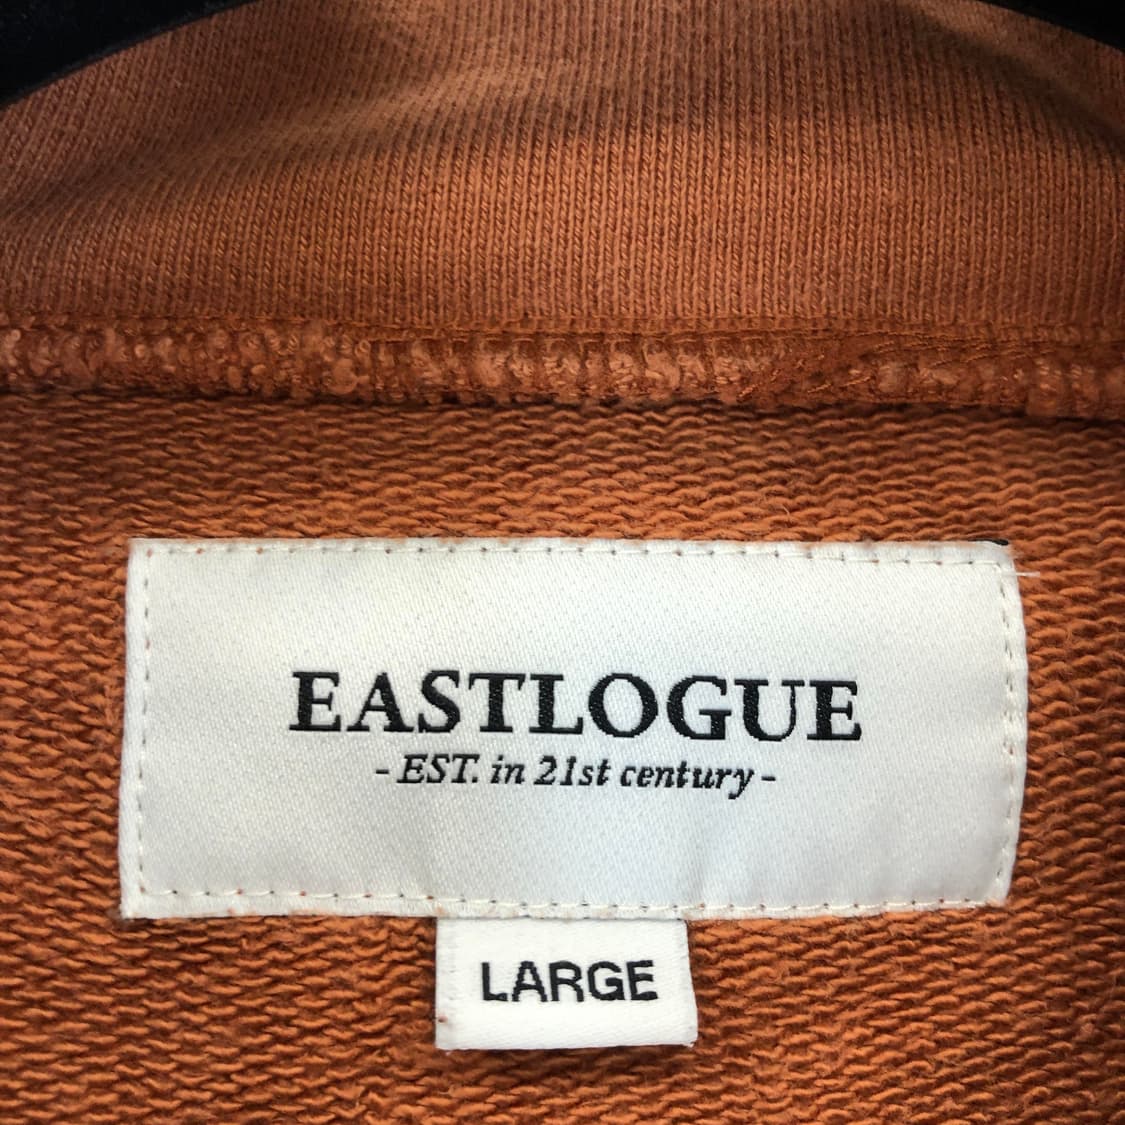 EASTLOGUE
- EST. in 21st century -
LARGE